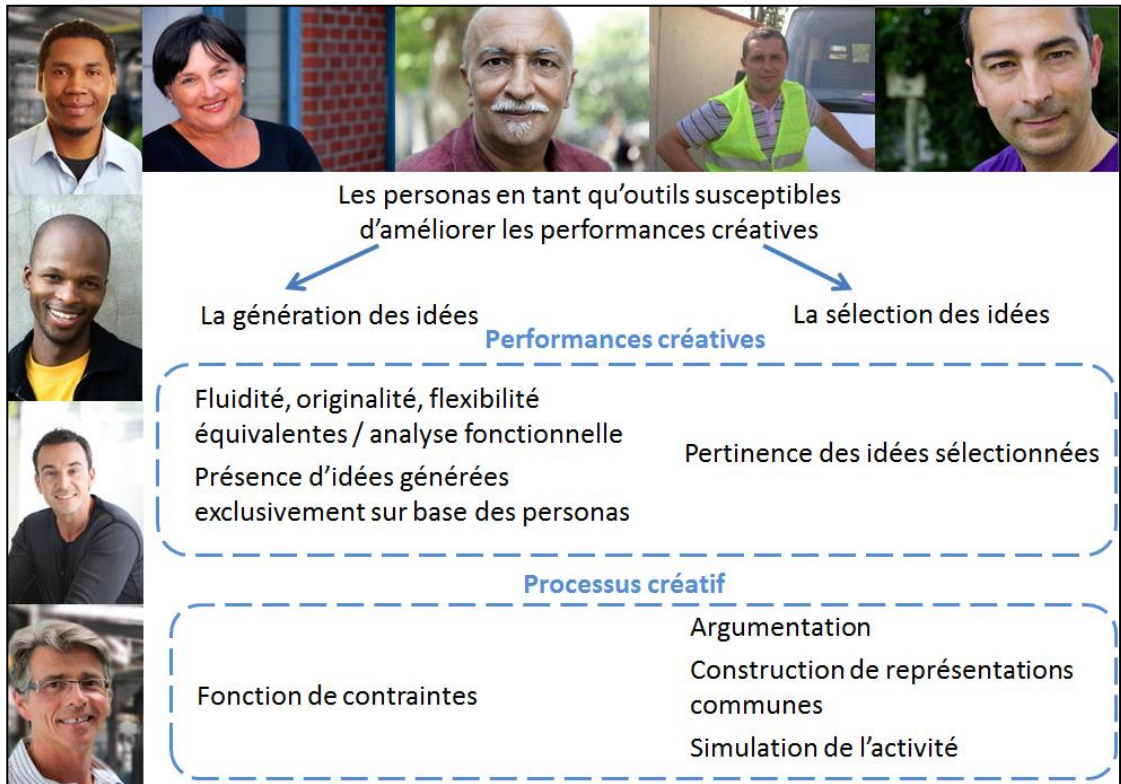 Les personas en tant qu’outils susceptibles
d’améliorer les performances créatives
La génération des idées
La sélection des idées
Performances créatives
Fluidité, originalité, flexibilité
équivalentes / analyse fonctionnelle
Présence d’idées générées
exclusivement sur base des personas
Pertinence des idées sélectionnées
Processus créatif
Fonction de contraintes
Argumentation
Construction de représentations
communes
Simulation de l’activité